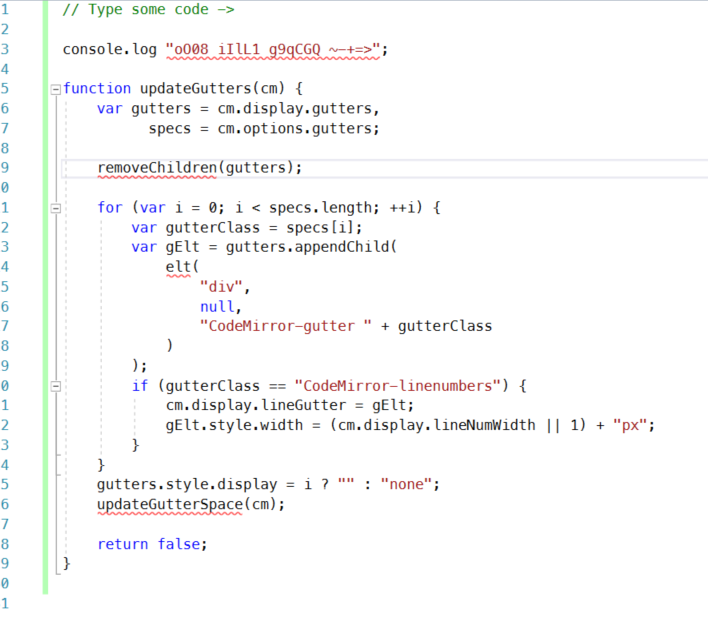 1 // Type some code ->
2
3 console.log "oO08 iIlL1 g9qCGQ ~-+=>";
4
5 function updateGutters(cm) {
6     var gutters = cm.display.gutters,
7           specs = cm.options.gutters;
8
9     removeChildren(gutters);
0
1     for (var i = 0; i < specs.length; ++i) {
2         var gutterClass = specs[i];
3         var gElt = gutters.appendChild(
4             elt(
5                 "div",
6                 null,
7                 "CodeMirror-gutter " + gutterClass
8             )
9         );
0         if (gutterClass == "CodeMirror-linenumbers") {
1             cm.display.lineGutter = gElt;
2             gElt.style.width = (cm.display.lineNumWidth || 1) + "px";
3         }
4     }
5     gutters.style.display = i ? "" : "none";
6     updateGutterSpace(cm);
7
8     return false;
9 }
0
1